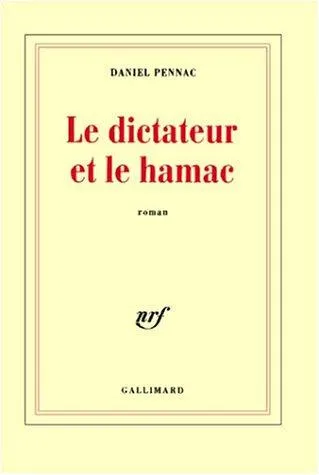 DANIEL PENNAC
Le dictateur
et le hamac
roman
nrf
GALLIMARD